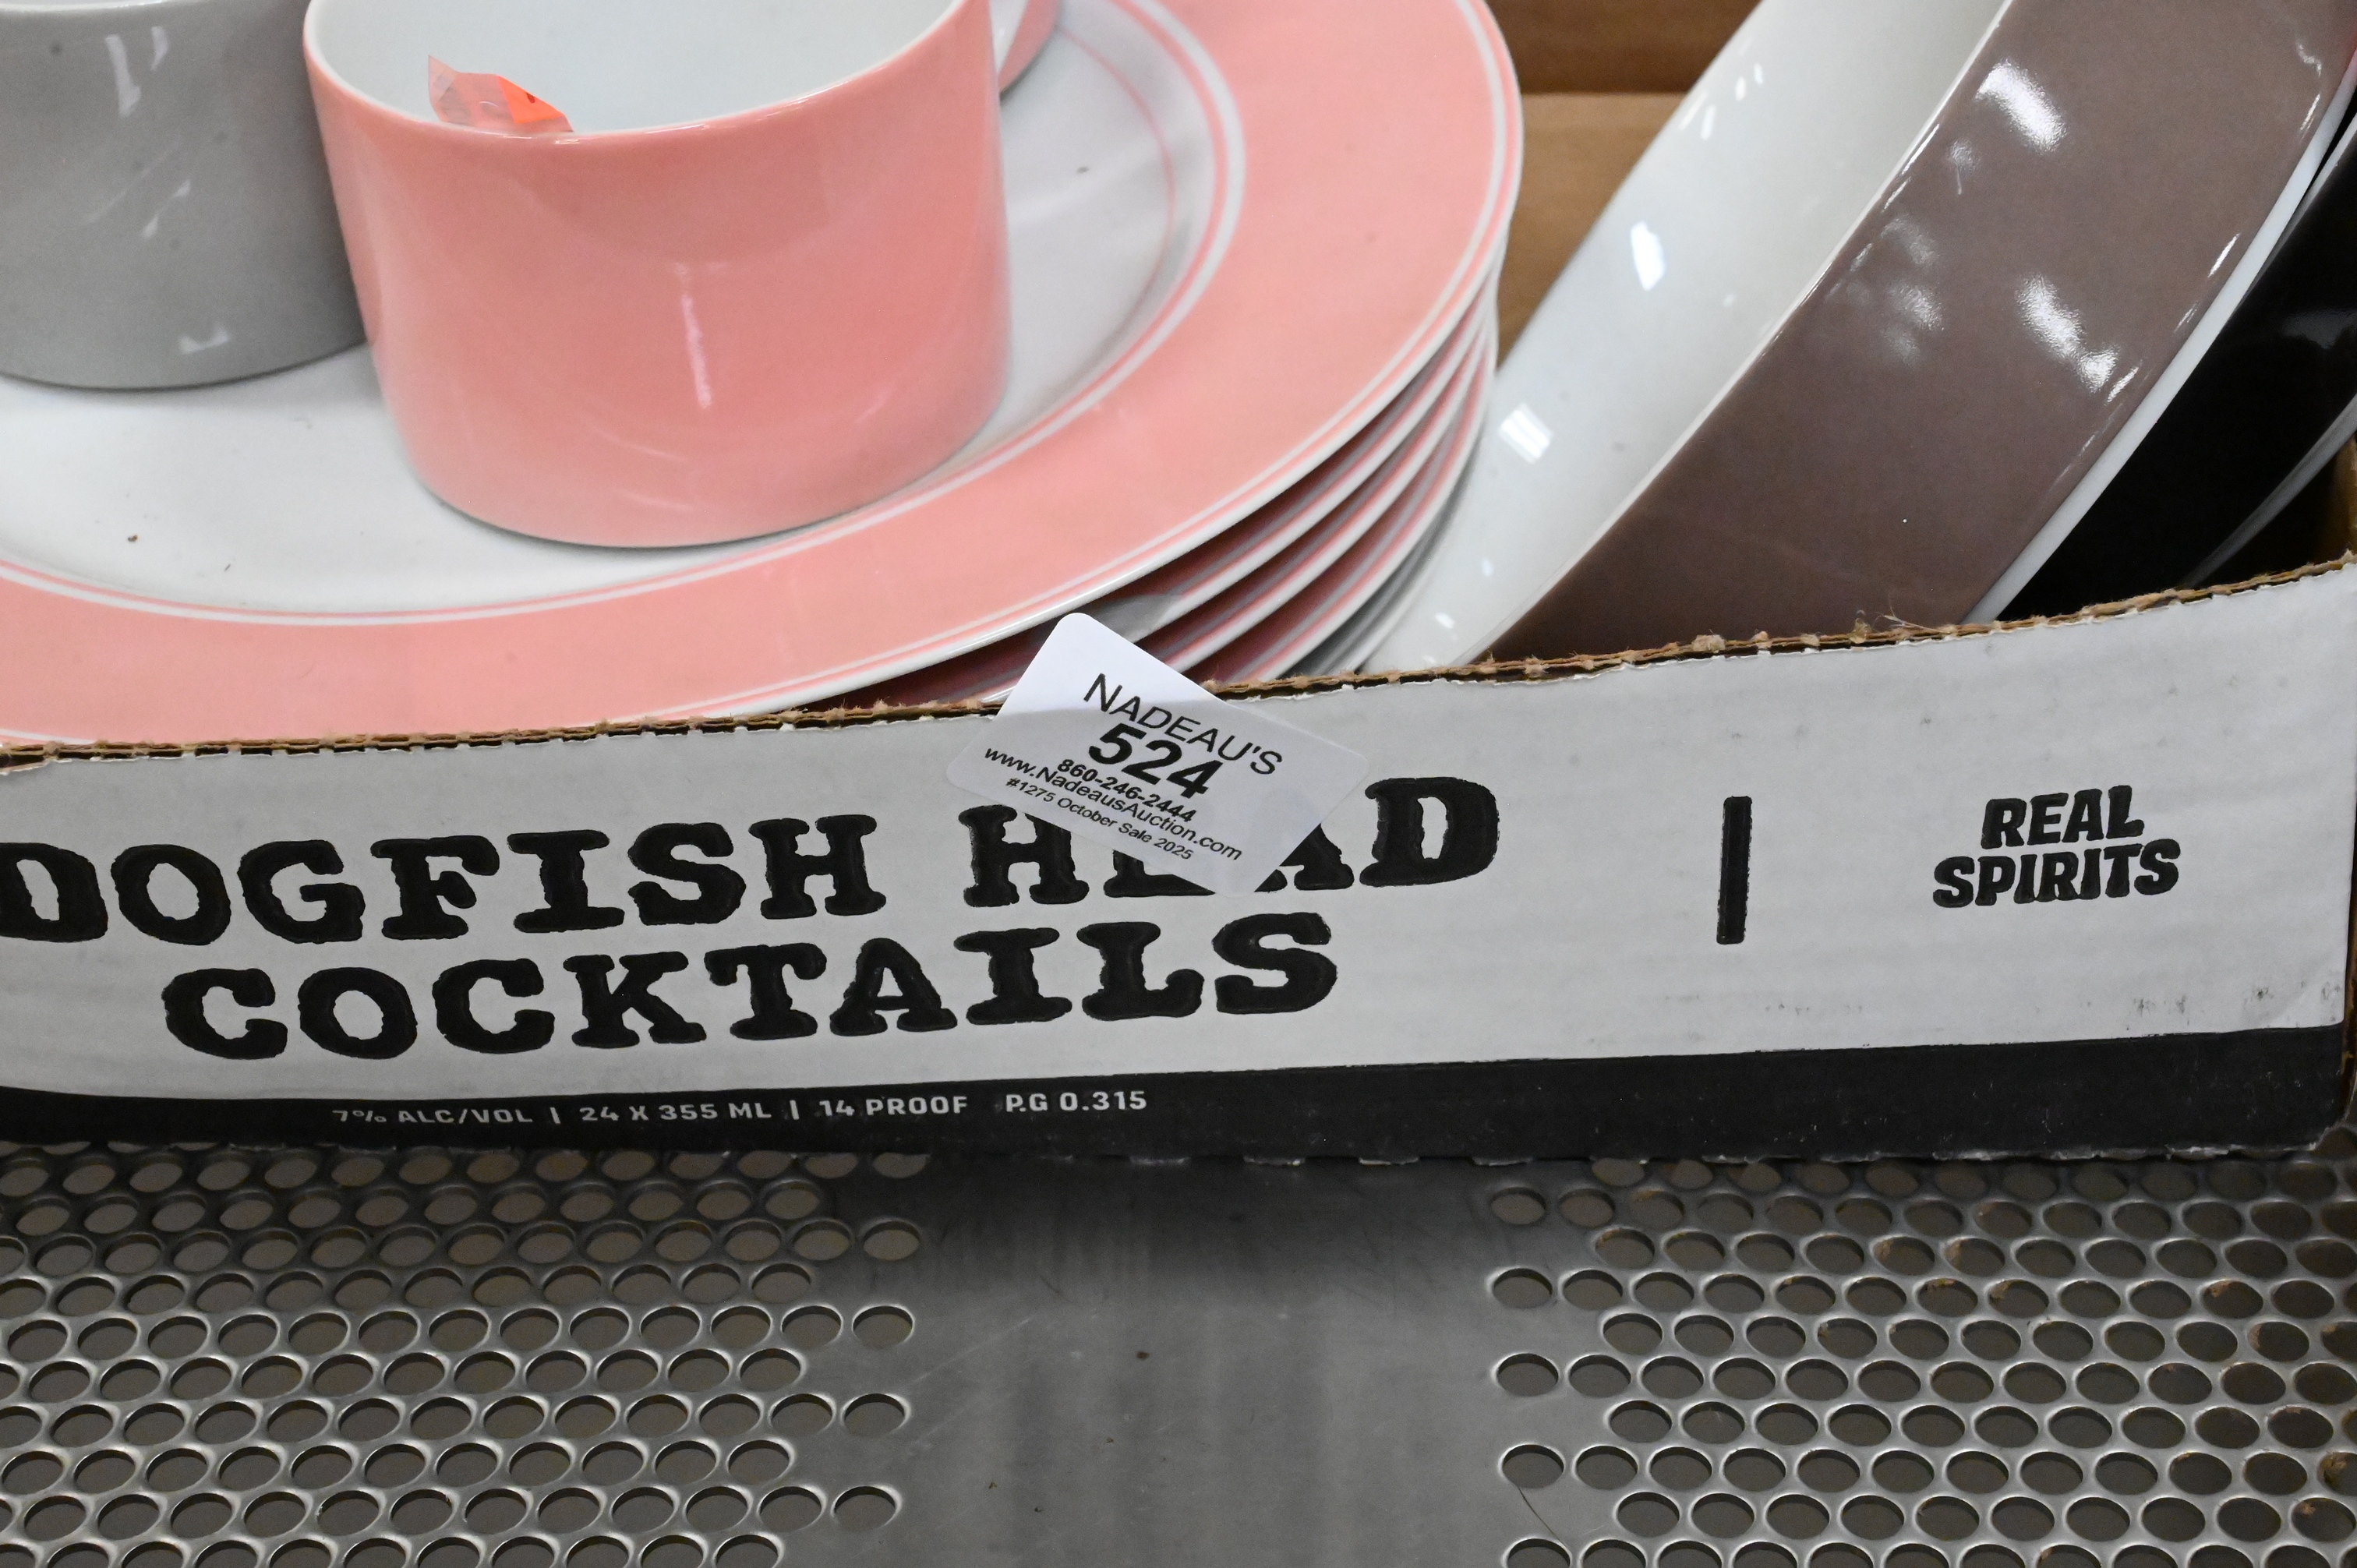 NADEAU'S
524
860-246-2444
www.NadeausAuction.com
#1275 October Sale 2025
DOGFISH HEAD
COCKTAILS
REAL
SPIRITS
7% ALC/VOL | 24 X 355 ML | 14 PROOF P.G 0.315